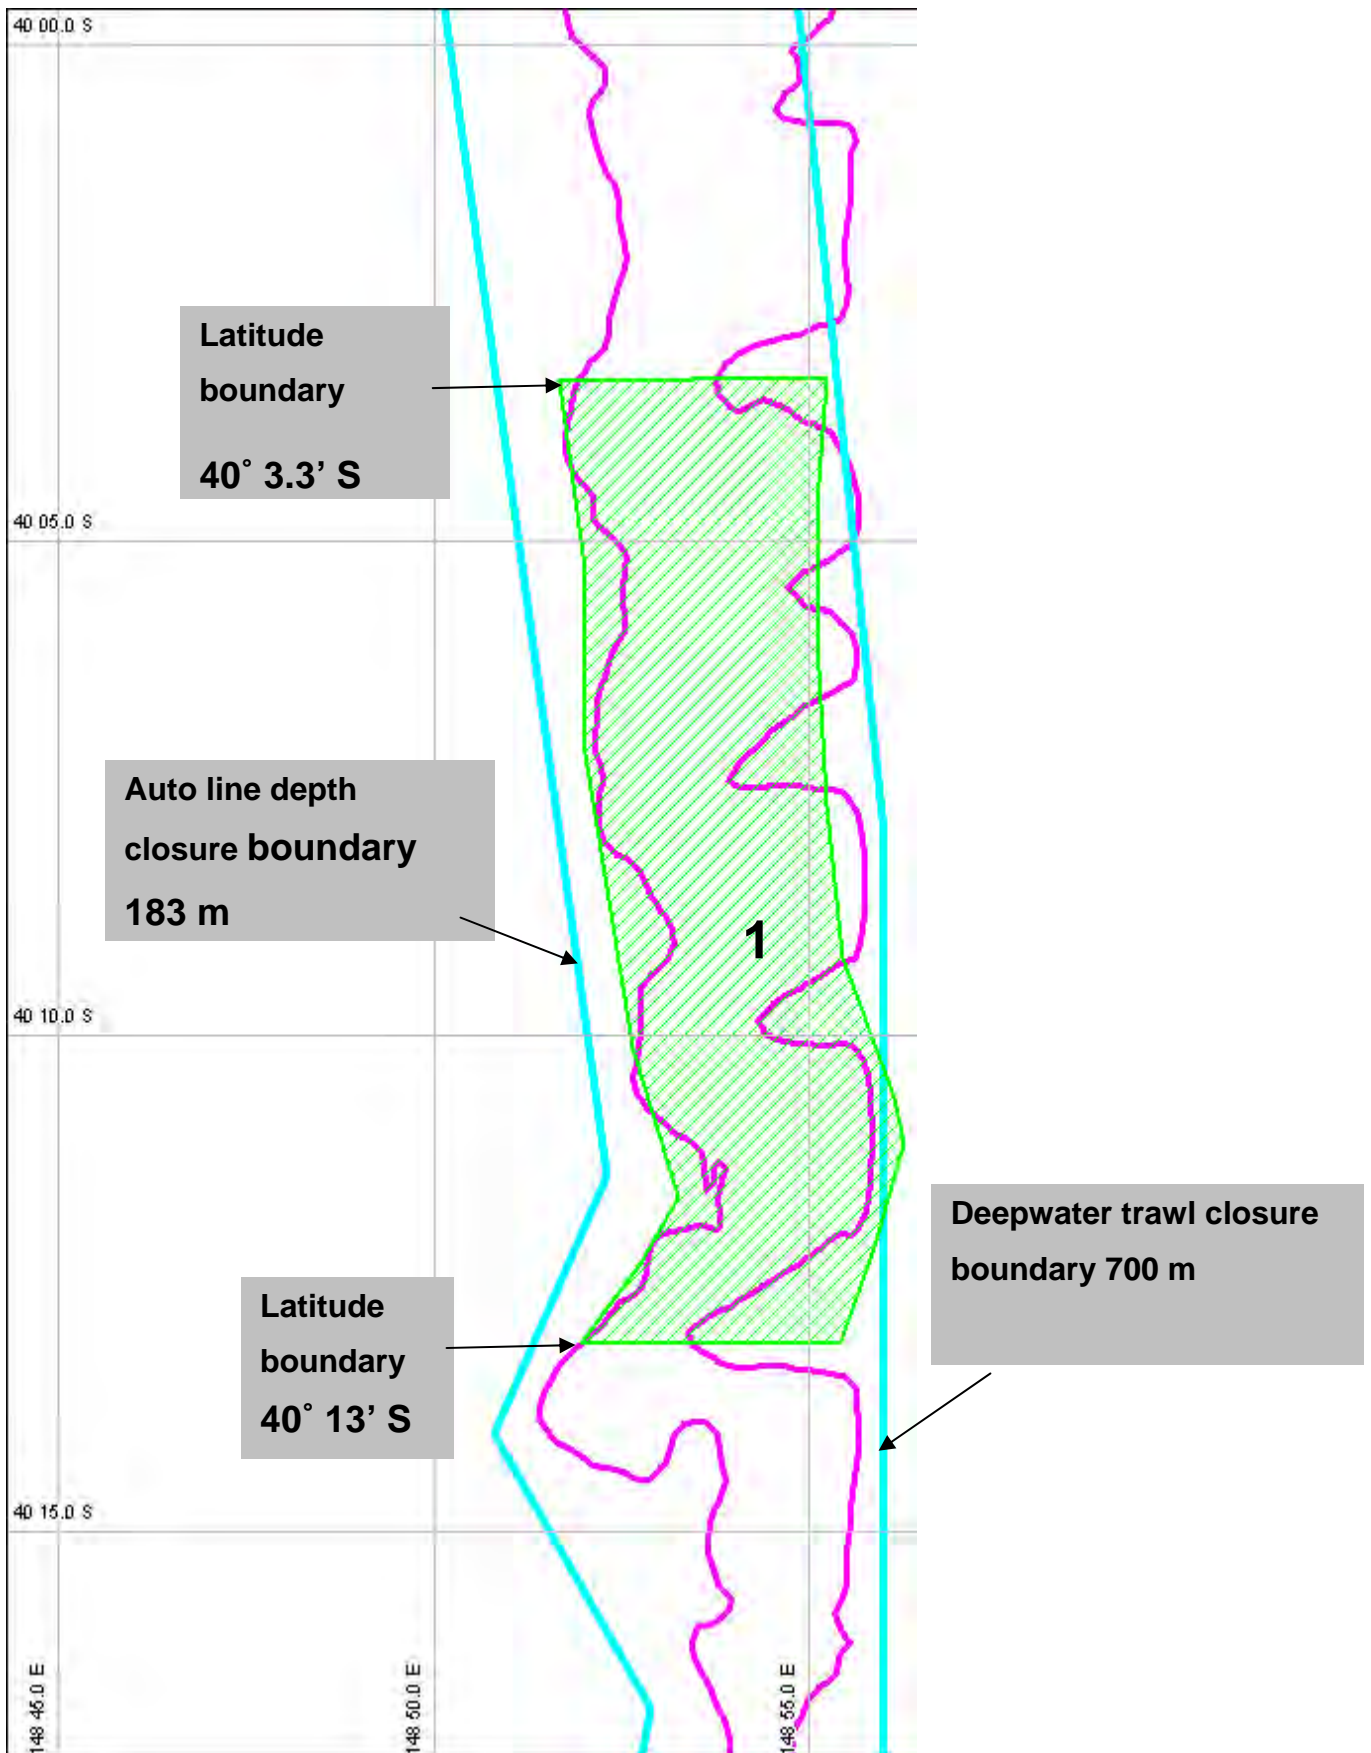 40 00.0 S
Latitude
boundary
40˚ 3.3’ S
40 05.0 S
Auto line depth
closure boundary
183 m
1
40 10.0 S
Deepwater trawl closure
boundary 700 m
Latitude
boundary
40˚ 13’ S
40 15.0 S
148 45.0 E
148 50.0 E
148 55.0 E